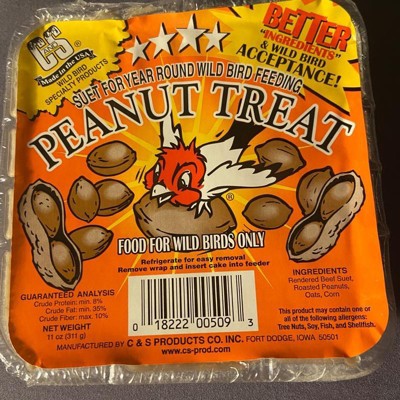 C AND S®
Made in the USA
WILD BIRD
SPECIALTY PRODUCTS
BETTER
"INGREDIENTS"
& WILD BIRD
ACCEPTANCE!
SUET FOR YEAR ROUND WILD BIRD FEEDING
PEANUT TREAT
®
FOOD FOR WILD BIRDS ONLY
Refrigerate for easy removal
Remove wrap and insert cake into feeder
GUARANTEED ANALYSIS
Crude Protein: min. 8%
Crude Fat: min. 35%
Crude Fiber: max. 10%
NET WEIGHT
11 oz (311 g)
0 18222 00509 3
INGREDIENTS
Rendered Beef Suet,
Roasted Peanuts,
Oats, Corn
This product may contain one or
all of the following allergens:
Tree Nuts, Soy, Fish, and Shellfish.
MANUFACTURED BY C & S PRODUCTS CO. INC. FORT DODGE, IOWA 50501
www.cs-prod.com